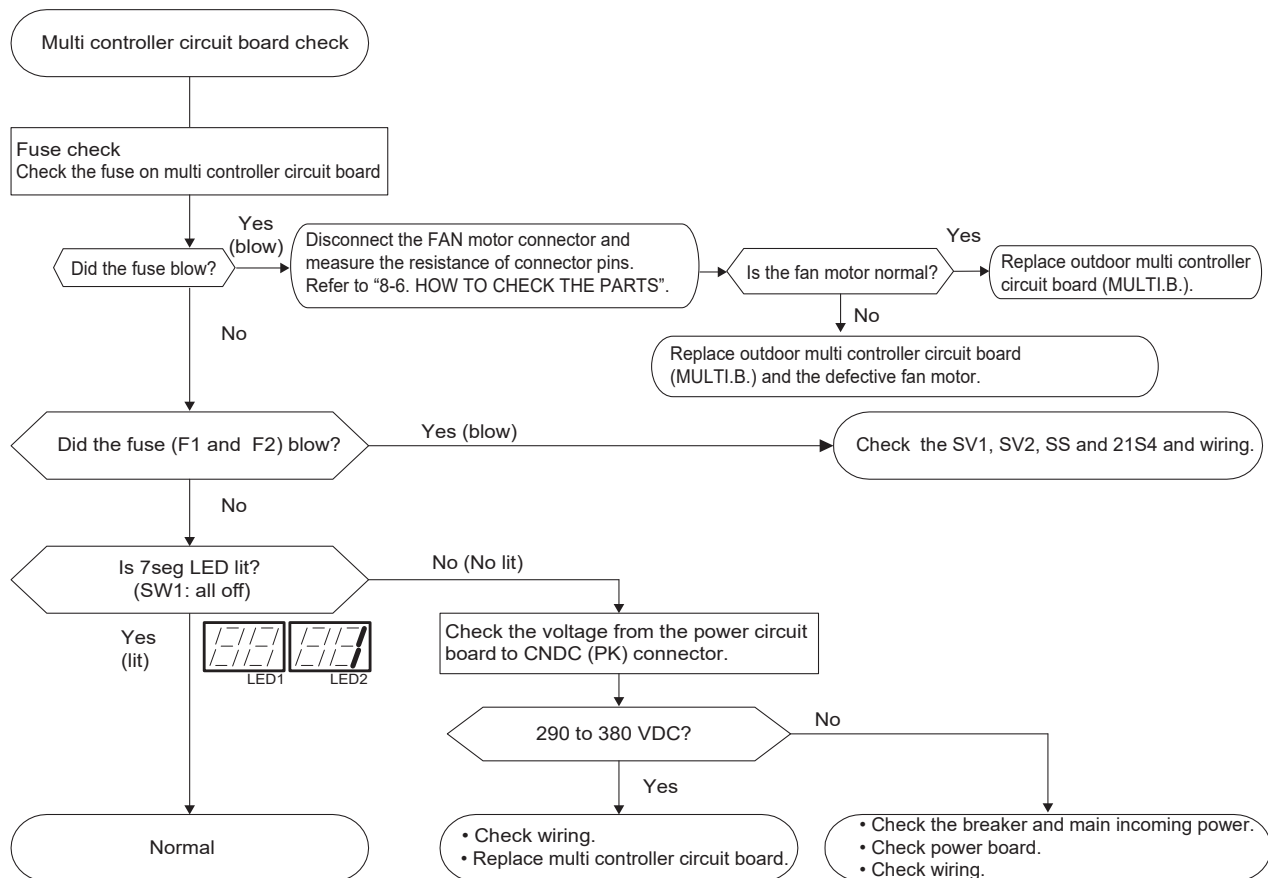 Multi controller circuit board check
Fuse check
Check the fuse on multi controller circuit board
Did the fuse blow?
Yes
(blow)
Disconnect the FAN motor connector and
measure the resistance of connector pins.
Refer to “8-6. HOW TO CHECK THE PARTS”.
Is the fan motor normal?
Yes
Replace outdoor multi controller
circuit board (MULTI.B.).
No
Replace outdoor multi controller circuit board
(MULTI.B.) and the defective fan motor.
No
Did the fuse (F1 and F2) blow?
Yes (blow)
Check the SV1, SV2, SS and 21S4 and wiring.
No
Is 7seg LED lit?
(SW1: all off)
No (No lit)
Yes
(lit)
LED1
LED2
Check the voltage from the power circuit
board to CNDC (PK) connector.
290 to 380 VDC?
No
Yes
Normal
• Check wiring.
• Replace multi controller circuit board.
• Check the breaker and main incoming power.
• Check power board.
• Check wiring.